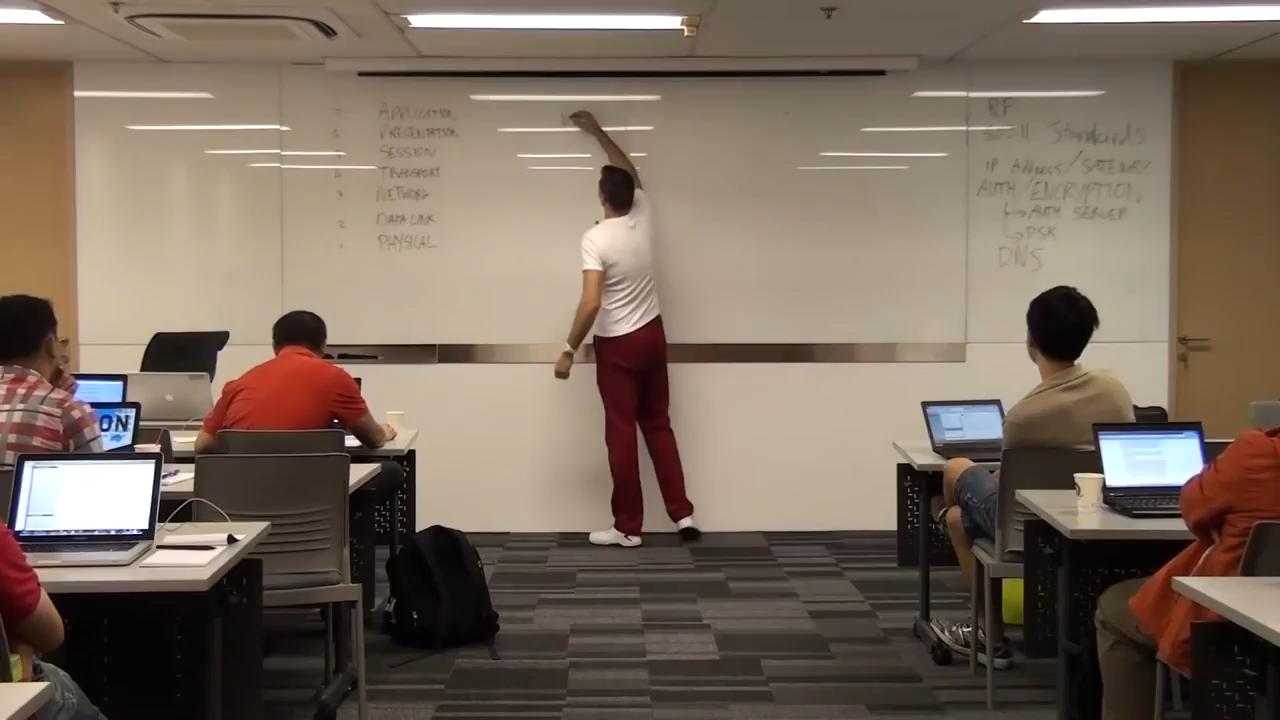 7 APPLICATION
6 PRESENTATION
SESSION
4 TRANSPORT
3 NETWORK
2 DATA LINK
1 PHYSICAL
RF
Standards
IP Address/GATEWAY
AUTH/ENCRYPTION
↳ AUTH SERVER
↳ PSK
DNS
ON